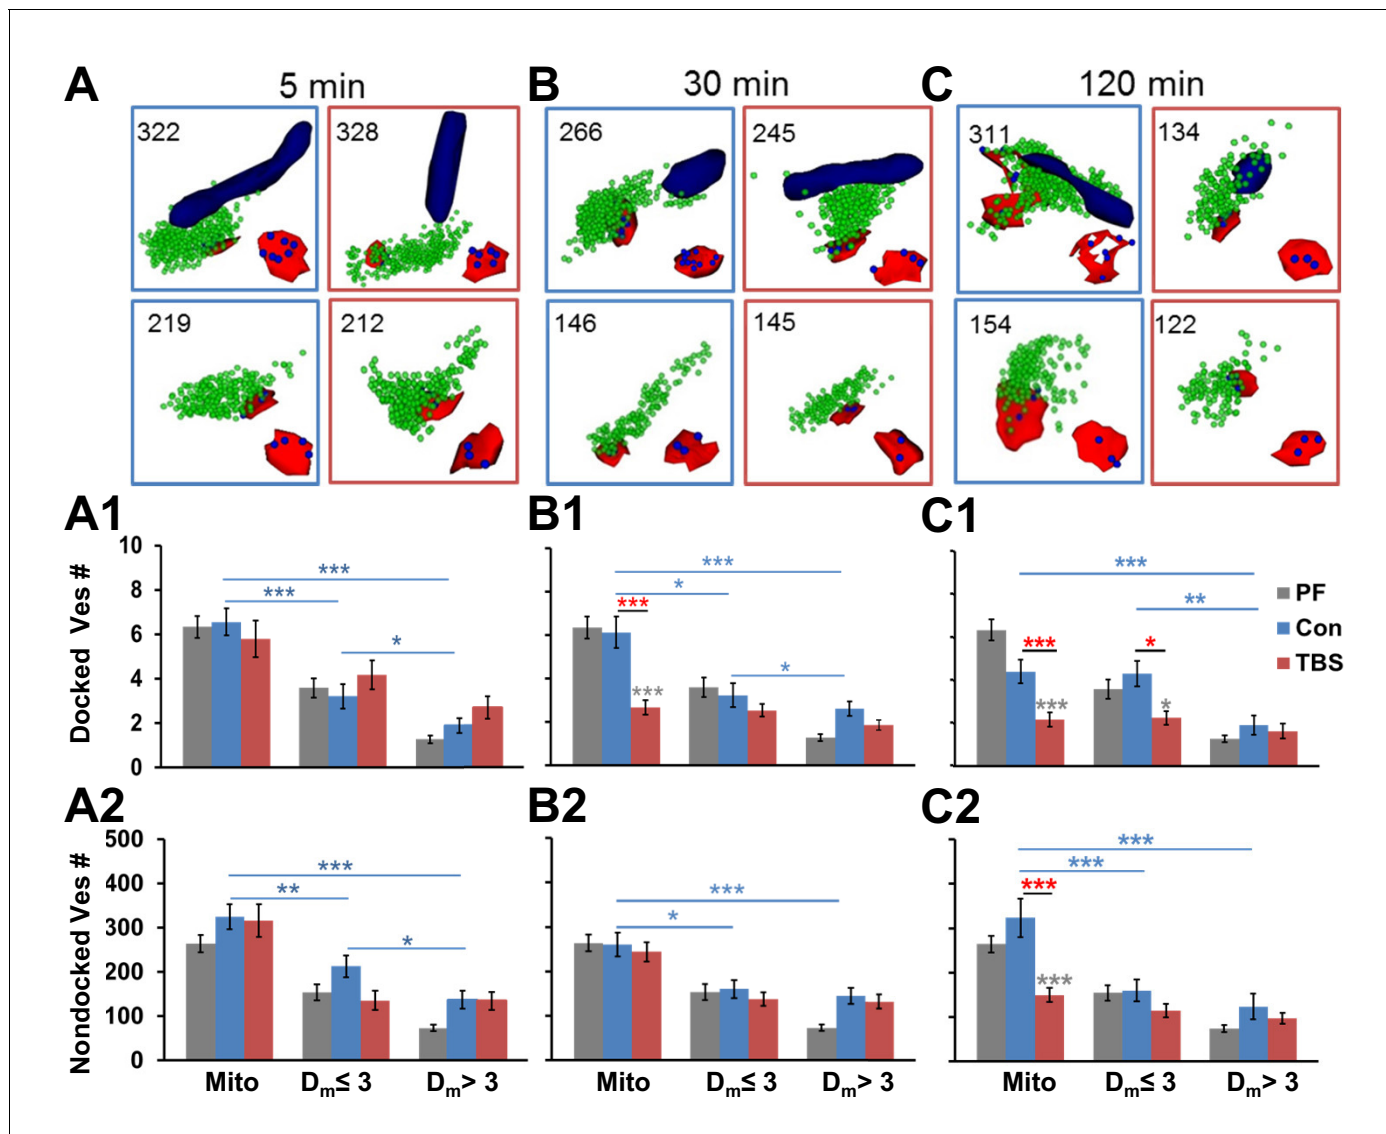 A 5 min B 30 min C 120 min
322 328 266 245 311 134
219 212 146 145 154 122
A1 B1 C1
Docked Ves #
10
8
6
4
2
0
*** *** *
*** * *** *** *
*** ** *** * *** *
PF
Con
TBS
A2 B2 C2
Nondocked Ves #
500
400
300
200
100
0
*** ** *
*** *
*** *** *** ***
Mito Dm≤ 3 Dm> 3
Mito Dm≤ 3 Dm> 3
Mito Dm≤ 3 Dm> 3